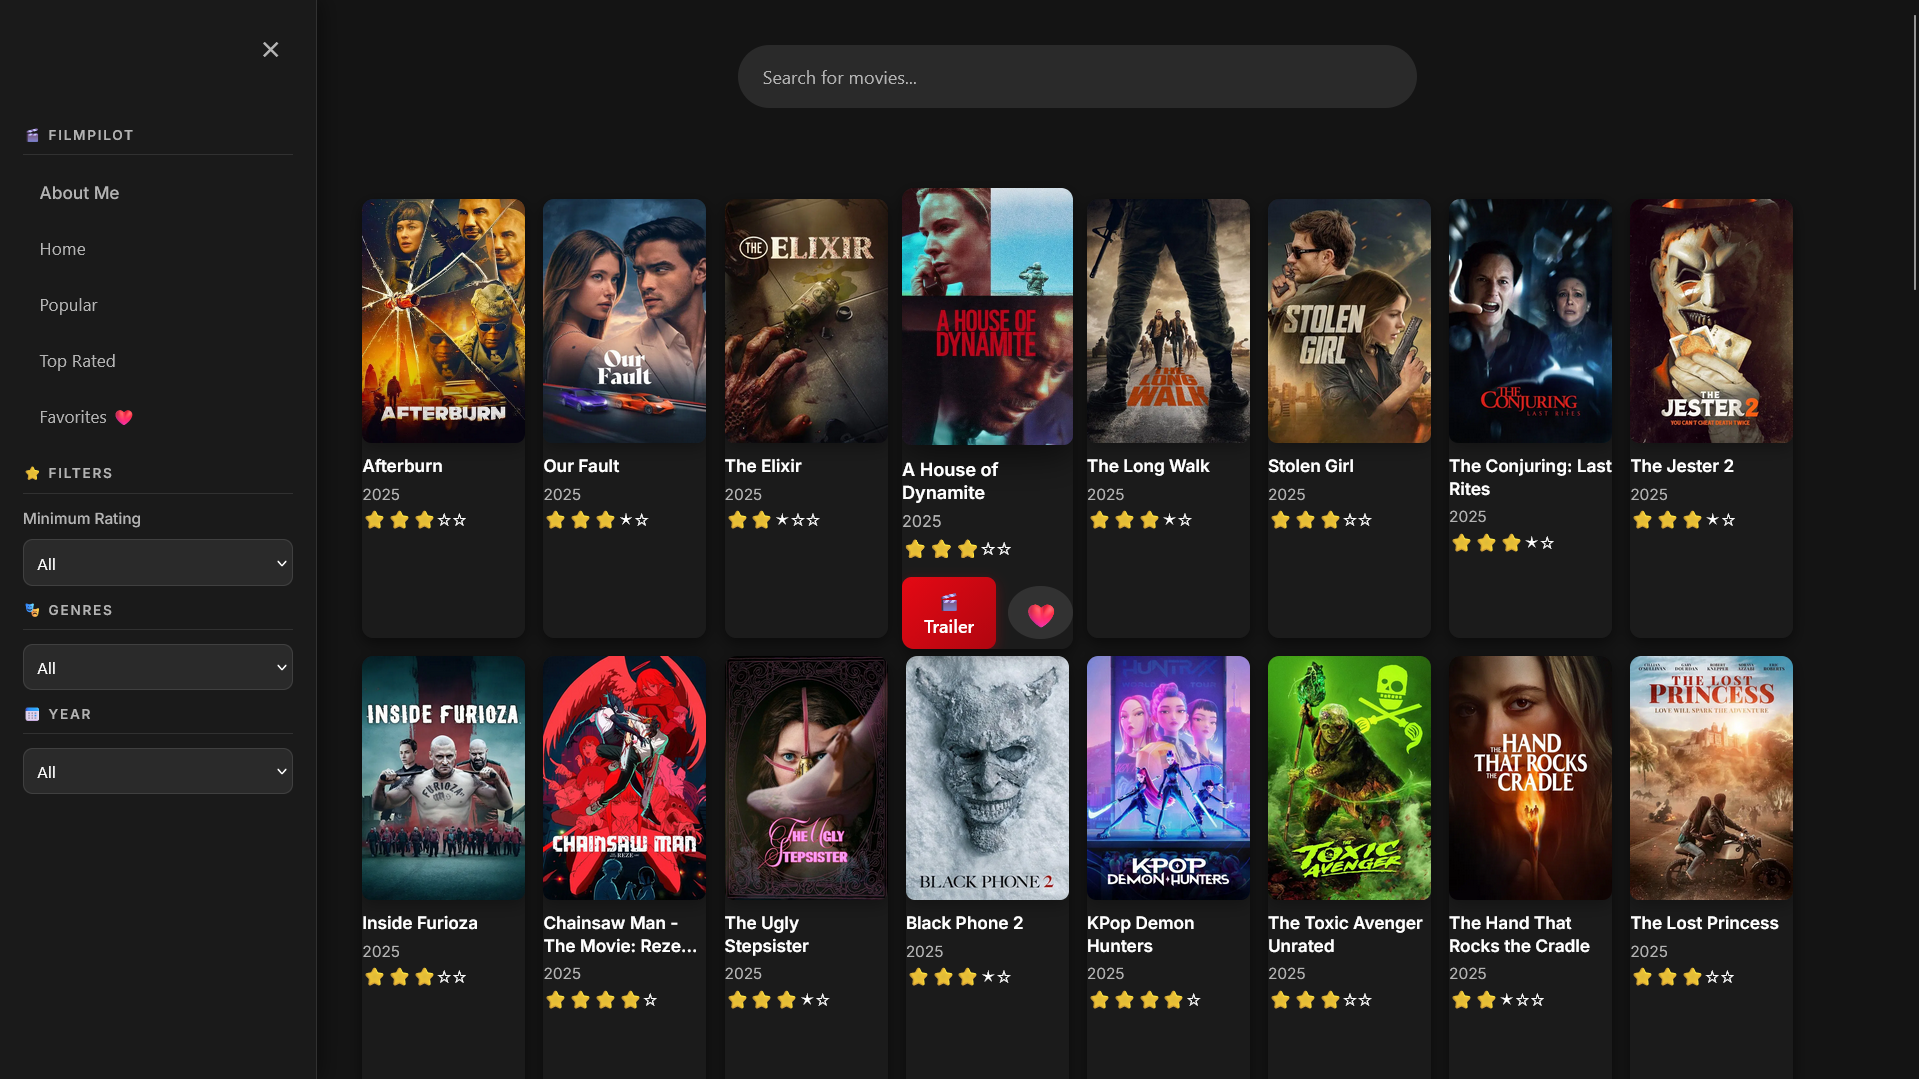 ×
Search for movies...
🎬 FILMPILOT
About Me
Home
Popular
Top Rated
Favorites ❤️
⭐ FILTERS
Minimum Rating
All
🎭 GENRES
All
📅 YEAR
All
AFTERBURN
Our
Fault
THE ELIXIR
A HOUSE OF
DYNAMITE
THE
LONG
WALK
STOLEN
GIRL
THE
CONJURING
LAST RITES
THE
JESTER 2
YOU CAN'T CHEAT DEATH TWICE
Afterburn
2025
⭐⭐⭐☆☆
Our Fault
2025
⭐⭐⭐★☆
The Elixir
2025
⭐⭐★☆☆
A House of
Dynamite
2025
⭐⭐⭐☆☆
🎬
Trailer
❤️
The Long Walk
2025
⭐⭐⭐★☆
Stolen Girl
2025
⭐⭐⭐☆☆
The Conjuring: Last
Rites
2025
⭐⭐⭐★☆
The Jester 2
2025
⭐⭐⭐★☆
INSIDE FURIOZA
FURIOZA
CHAINSAW MAN
REZE
THE UGLY
STEPSISTER
BLACK PHONE 2
HUNTR/X
WORLD TOUR
KPOP
DEMON HUNTERS
THE
TOXIC
AVENGER
THE HAND
THAT ROCKS
THE CRADLE
THE LOST
PRINCESS
LOVE WILL SPARK THE ADVENTURE
Inside Furioza
2025
⭐⭐⭐☆☆
Chainsaw Man -
The Movie: Reze...
2025
⭐⭐⭐⭐☆
The Ugly
Stepsister
2025
⭐⭐⭐★☆
Black Phone 2
2025
⭐⭐⭐★☆
KPop Demon
Hunters
2025
⭐⭐⭐⭐☆
The Toxic Avenger
Unrated
2025
⭐⭐⭐☆☆
The Hand That
Rocks the Cradle
2025
⭐⭐★☆☆
The Lost Princess
2025
⭐⭐⭐☆☆